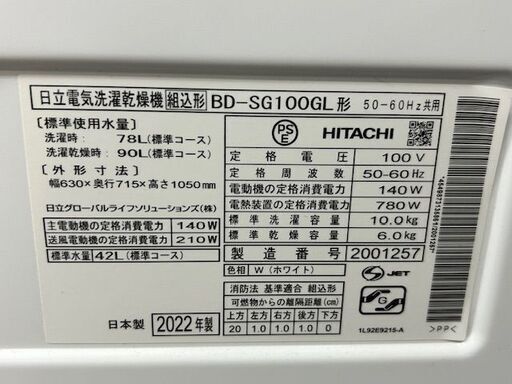 日立電気洗濯乾燥機 組込形 BD-SG100GL形 50-60Hz共用
〔標準使用水量〕
洗濯時： 78L(標準コース)
洗濯乾燥時： 90L(標準コース)
〔外形寸法〕
幅630×奥行715×高さ1050mm
日立グローバルライフソリューションズ(株)
主電動機の定格消費電力 140W
送風電動機の定格消費電力 210W
標準水量 42L(標準コース)
日本製 2022年製
PSE HITACHI
定格電圧 100V
定格周波数 50-60Hz
電動機の定格消費電力 140W
電熱装置の定格消費電力 780W
標準洗濯容量 10.0kg
標準乾燥容量 6.0kg
製造番号 2001257
色相 W（ホワイト）
消防法 基準適合 組込形
可燃物からの離隔距離(cm)
上方 左方 右方 後方 下方
20 1.0 1.0 1.0 0
S JET
G
1L92E9215-A
>PP<